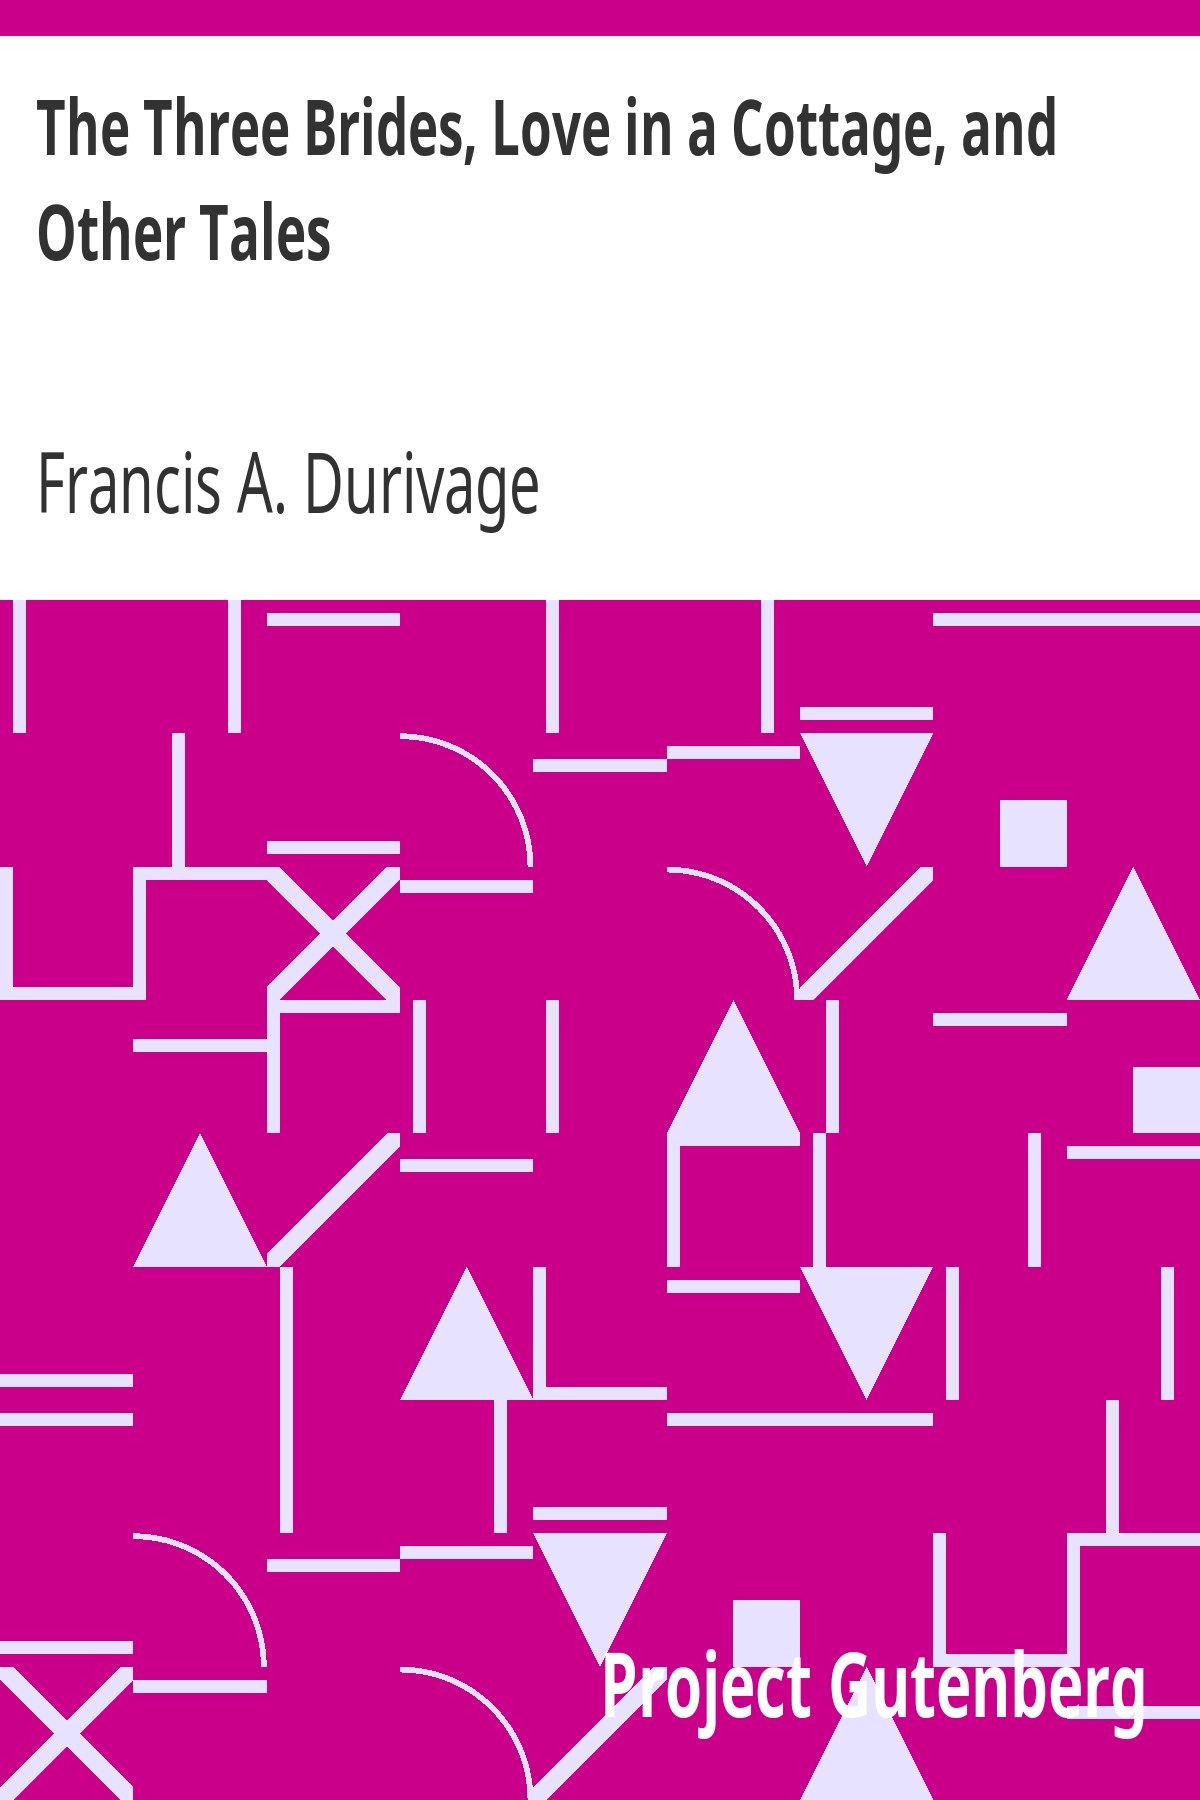 The Three Brides, Love in a Cottage, and
Other Tales
Francis A. Durivage
Project Gutenberg